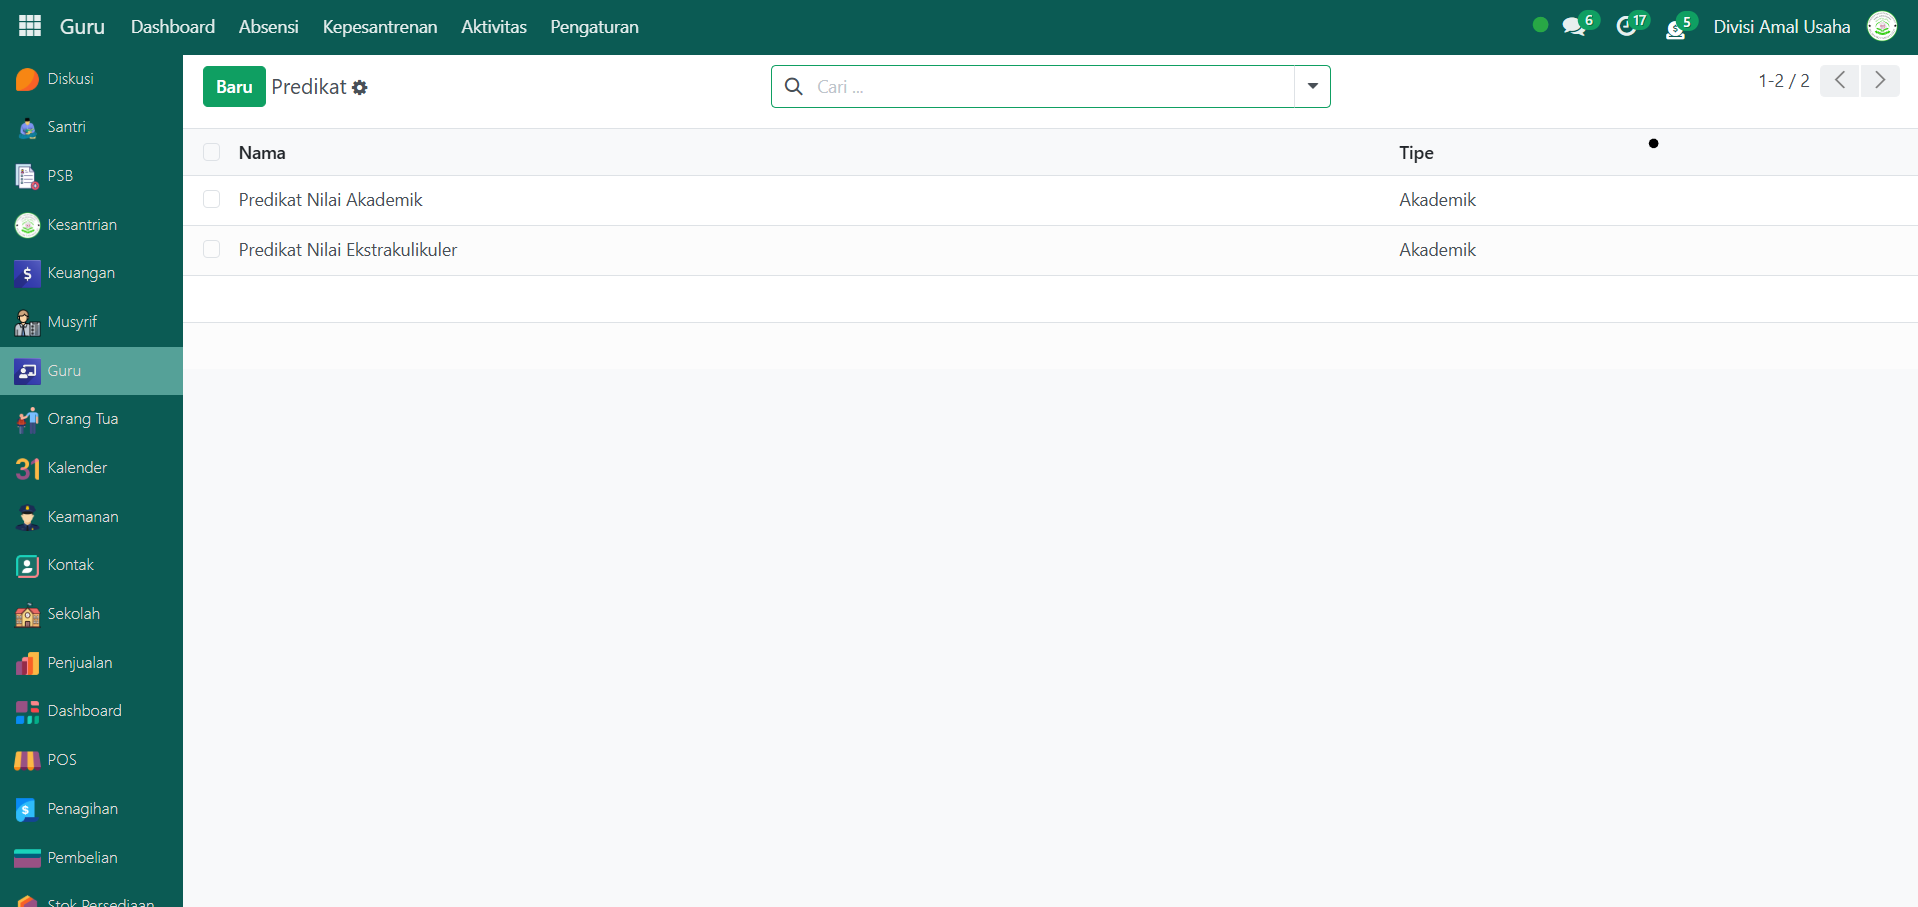 Guru Dashboard Absensi Kepesantrenan Aktivitas Pengaturan 6 17 5 Divisi Amal Usaha
Diskusi
Santri
PSB
Kesantrian
Keuangan
Musyrif
Guru
Orang Tua
31 Kalender
Keamanan
Kontak
Sekolah
Penjualan
Dashboard
POS
Penagihan
Pembelian
Stok Persediaan
Baru Predikat Cari ... 1-2 / 2
Nama Tipe
Predikat Nilai Akademik Akademik
Predikat Nilai Ekstrakulikuler Akademik